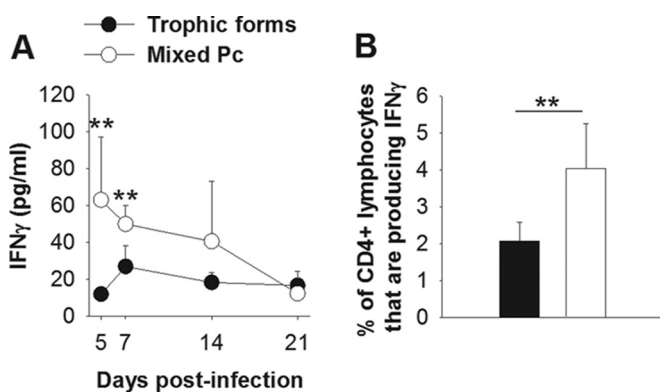 Trophic forms
Mixed Pc
A
IFNγ (pg/ml)
120
100
80
60
40
20
0
**
**
5 7 14 21
Days post-infection
B
% of CD4+ lymphocytes
that are producing IFNγ
6
5
4
3
2
1
0
**